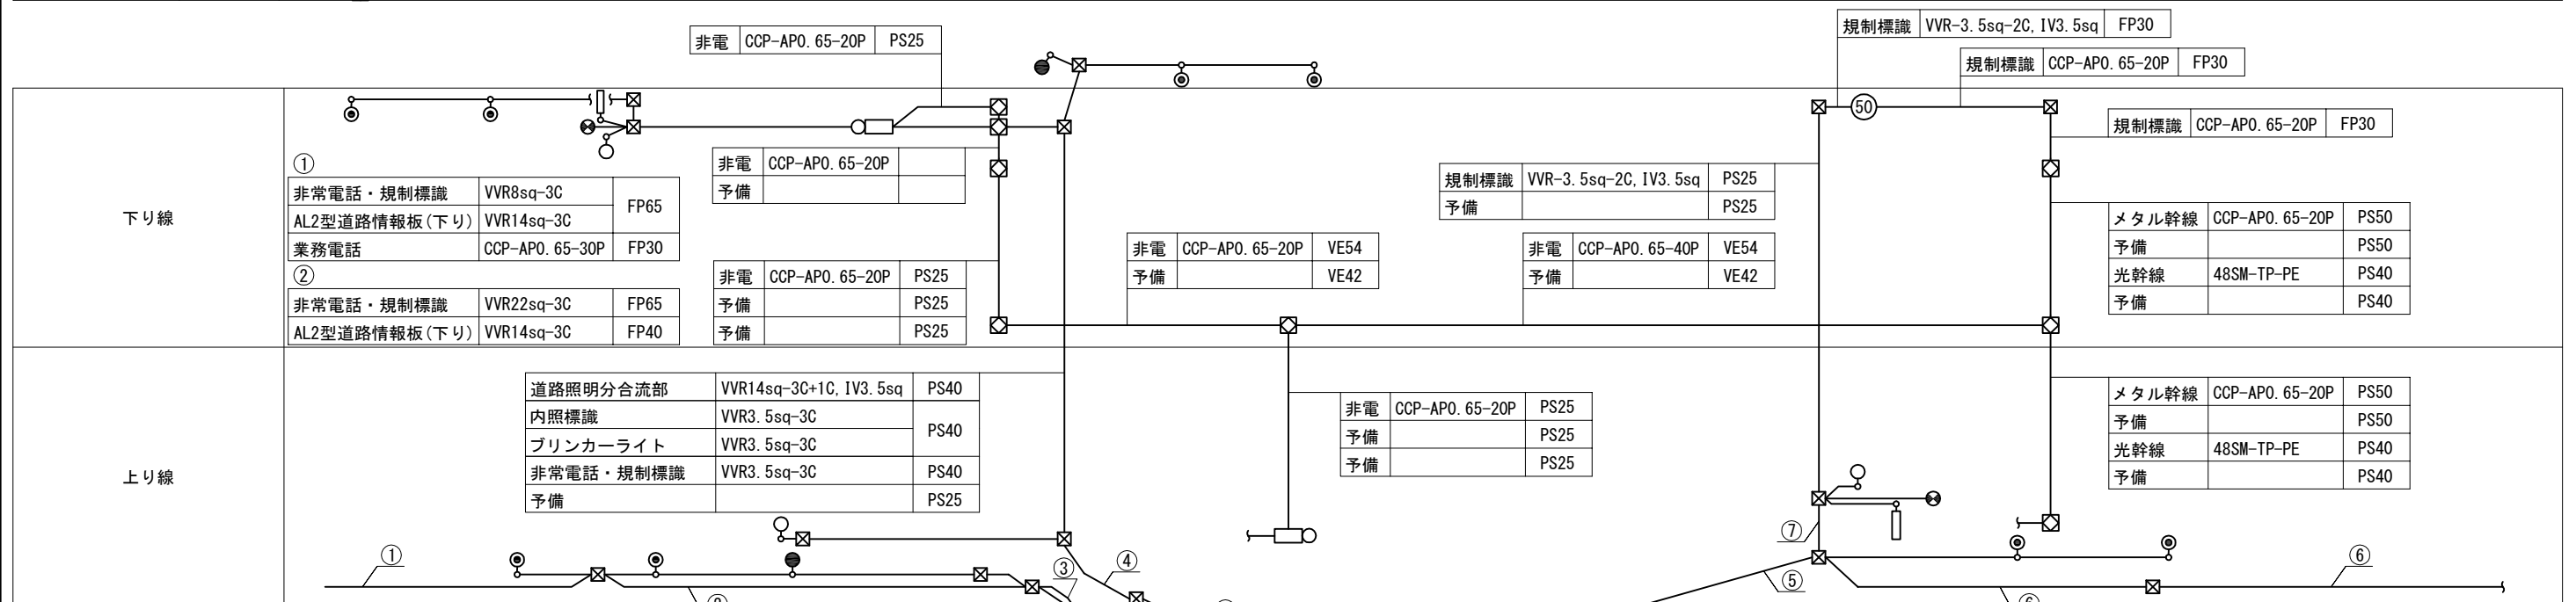 規制標識 VVR-3.5sq-2C, IV3.5sq FP30
非電 CCP-AP0.65-20P PS25
規制標識 CCP-AP0.65-20P FP30
50
規制標識 CCP-AP0.65-20P FP30
下り線
①
非常電話・規制標識 VVR8sq-3C FP65
AL2型道路情報板(下り) VVR14sq-3C
業務電話 CCP-AP0.65-30P FP30
②
非常電話・規制標識 VVR22sq-3C FP65
AL2型道路情報板(下り) VVR14sq-3C FP40
非電 CCP-AP0.65-20P
予備
非電 CCP-AP0.65-20P PS25
予備 PS25
予備 PS25
非電 CCP-AP0.65-20P VE54
予備 VE42
規制標識 VVR-3.5sq-2C, IV3.5sq PS25
予備 PS25
非電 CCP-AP0.65-40P VE54
予備 VE42
メタル幹線 CCP-AP0.65-20P PS50
予備 PS50
光幹線 48SM-TP-PE PS40
予備 PS40
上り線
道路照明分合流部 VVR14sq-3C+1C, IV3.5sq PS40
内照標識 VVR3.5sq-3C PS40
ブリンカーライト VVR3.5sq-3C
非常電話・規制標識 VVR3.5sq-3C PS40
予備 PS25
非電 CCP-AP0.65-20P PS25
予備 PS25
予備 PS25
メタル幹線 CCP-AP0.65-20P PS50
予備 PS50
光幹線 48SM-TP-PE PS40
予備 PS40
⑦
①
③
④
⑤
⑥